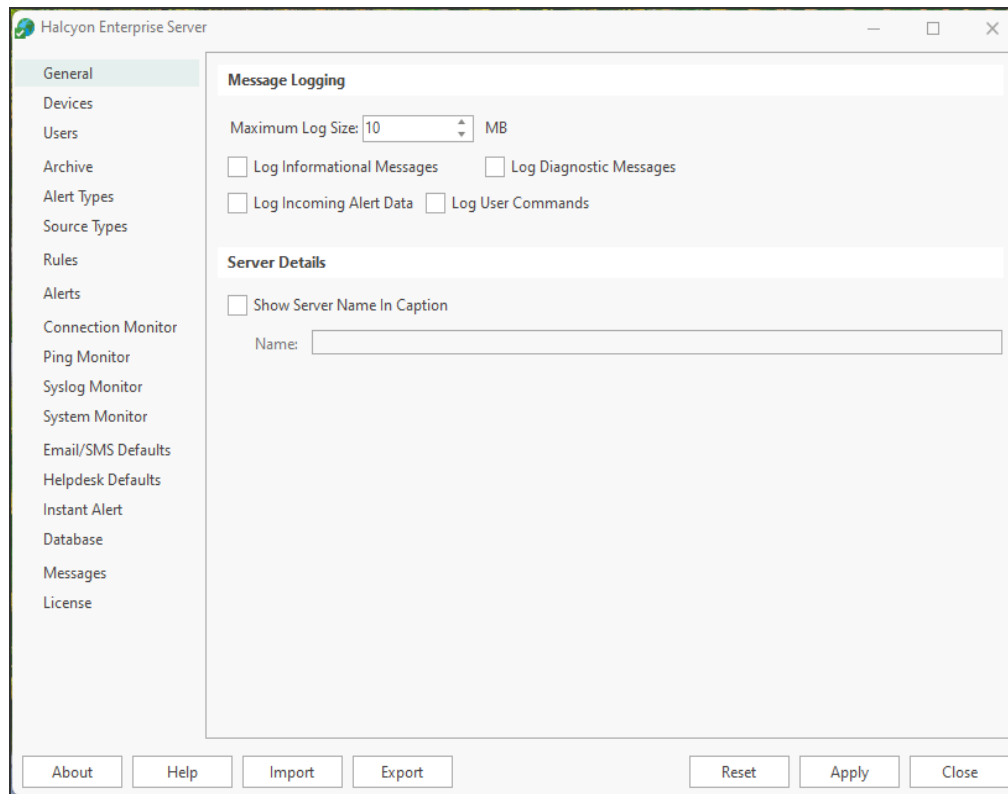 Halcyon Enterprise Server
General
Devices
Users
Archive
Alert Types
Source Types
Rules
Alerts
Connection Monitor
Ping Monitor
Syslog Monitor
System Monitor
Email/SMS Defaults
Helpdesk Defaults
Instant Alert
Database
Messages
License
Message Logging
Maximum Log Size: 10 MB
Log Informational Messages Log Diagnostic Messages
Log Incoming Alert Data Log User Commands
Server Details
Show Server Name In Caption
Name:
About Help Import Export Reset Apply Close